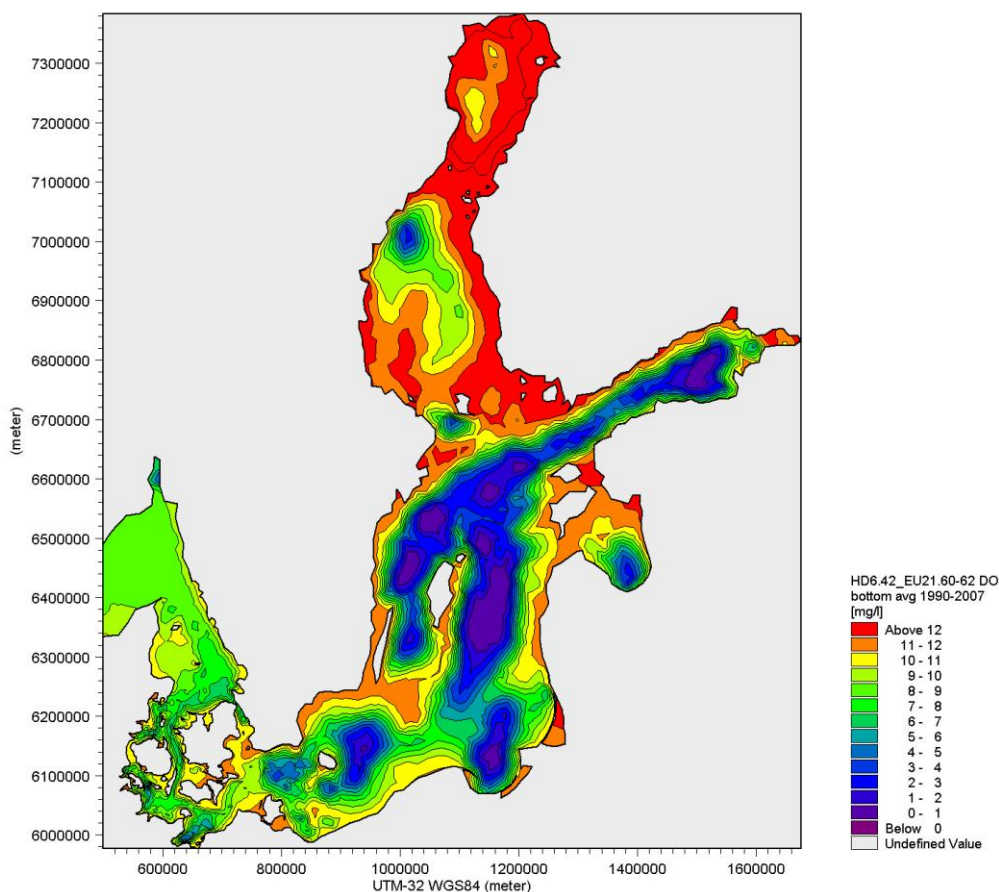 7300000
7200000
7100000
7000000
6900000
6800000
(meter)
6700000
6600000
6500000
6400000
6300000
6200000
6100000
6000000
600000 800000 1000000 1200000 1400000 1600000
UTM-32 WGS84 (meter)
HD6.42_EU21.60-62 DO
bottom avg 1990-2007
[mg/l]
Above 12
11 - 12
10 - 11
9 - 10
8 - 9
7 - 8
6 - 7
5 - 6
4 - 5
3 - 4
2 - 3
1 - 2
0 - 1
Below 0
Undefined Value